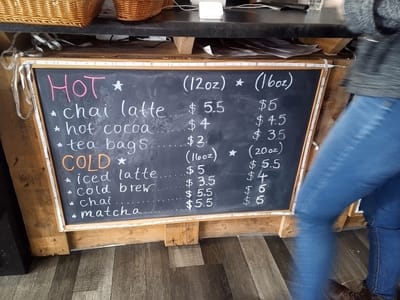 HOT (12oz) (16oz)
chai latte $5.5 $5
hot cocoa... $4 $4.5
tea bags... $3 $3.5
COLD (16oz) (20oz)
iced latte.... $5 $5.5
cold brew $3.5 $4
chai........... $5.5 $6
matcha....... $5.5 $6